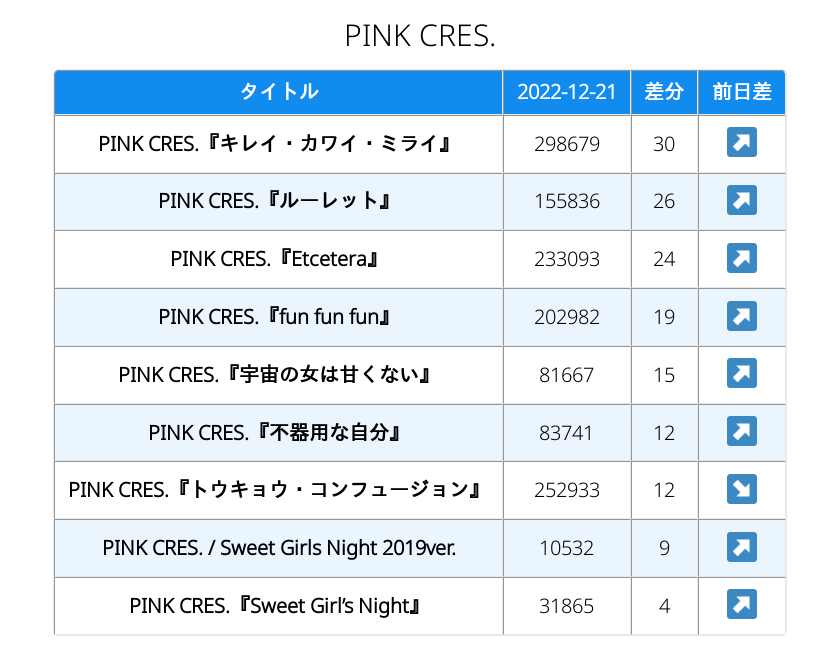 PINK CRES.
タイトル 2022-12-21 差分 前日差
PINK CRES.『キレイ・カワイ・ミライ』 298679 30 ↗
PINK CRES.『ルーレット』 155836 26 ↗
PINK CRES.『Etcetera』 233093 24 ↗
PINK CRES.『fun fun fun』 202982 19 ↗
PINK CRES.『宇宙の女は甘くない』 81667 15 ↗
PINK CRES.『不器用な自分』 83741 12 ↗
PINK CRES.『トウキョウ・コンフュージョン』 252933 12 ↘
PINK CRES. / Sweet Girls Night 2019ver. 10532 9 ↗
PINK CRES.『Sweet Girl’s Night』 31865 4 ↗